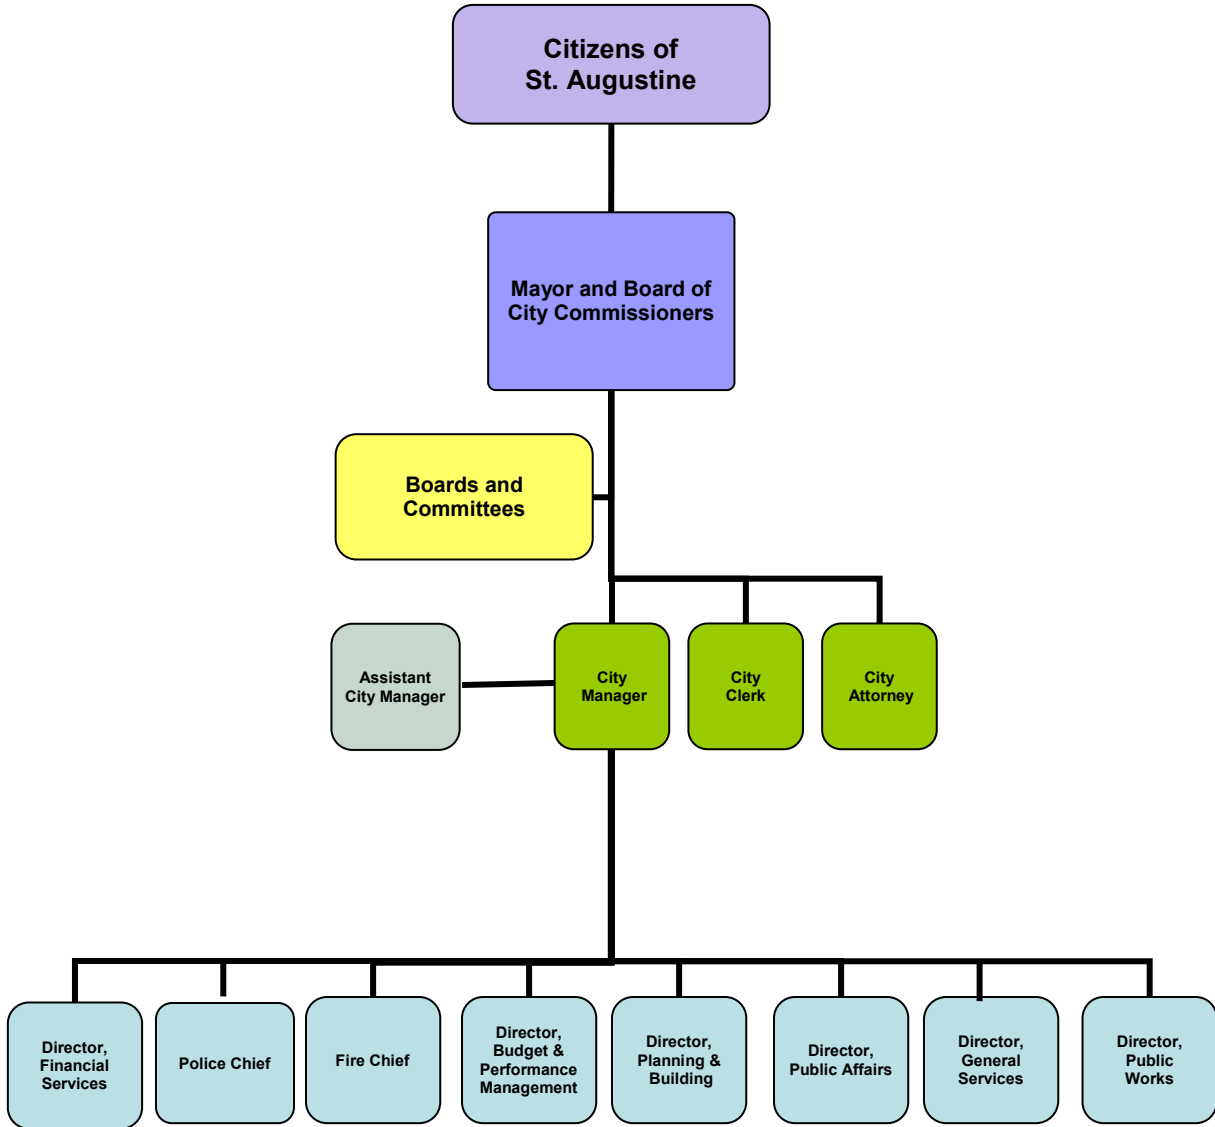 Citizens of
St. Augustine
Mayor and Board of
City Commissioners
Boards and
Committees
Assistant
City Manager
City
Manager
City
Clerk
City
Attorney
Director,
Financial
Services
Police Chief
Fire Chief
Director,
Budget &
Performance
Management
Director,
Planning &
Building
Director,
Public Affairs
Director,
General
Services
Director,
Public
Works